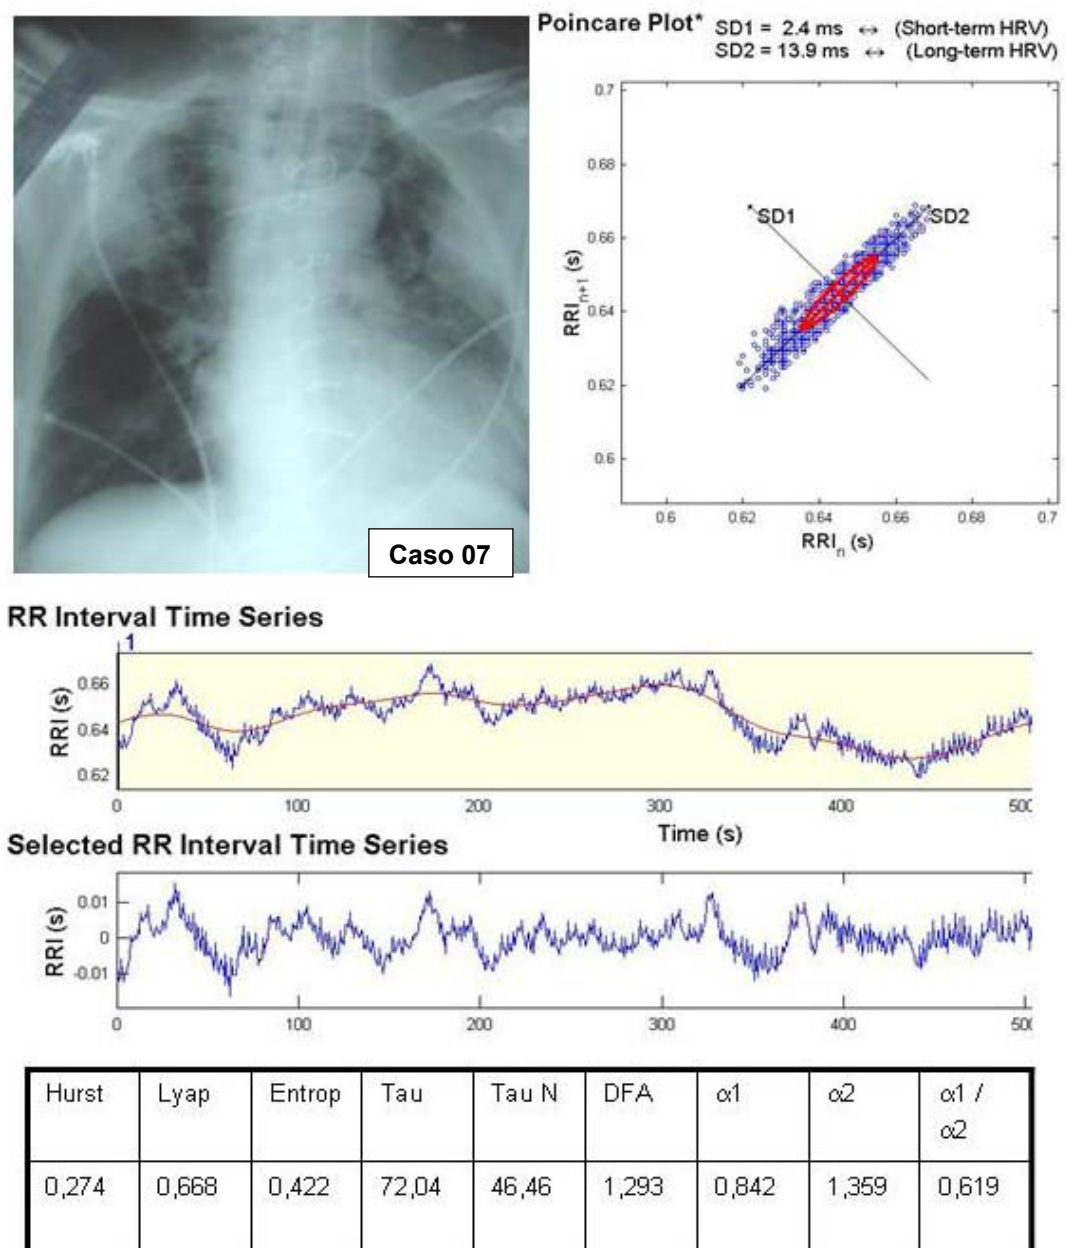 Poincare Plot* SD1 = 2.4 ms ↔ (Short-term HRV)
SD2 = 13.9 ms ↔ (Long-term HRV)
0.7
0.68
0.66
0.64
0.62
0.6
RRIn+1 (s)
SD1
SD2
0.6 0.62 0.64 0.66 0.68 0.7
RRIn (s)
Caso 07
RR Interval Time Series
1
0.66
0.64
0.62
RRI (s)
0 100 200 300 400 500
Time (s)
Selected RR Interval Time Series
0.01
0
-0.01
RRI (s)
0 100 200 300 400 500
Hurst Lyap Entrop Tau Tau N DFA α1 α2 α1 /
α2
0,274 0,668 0,422 72,04 46,46 1,293 0,842 1,359 0,619